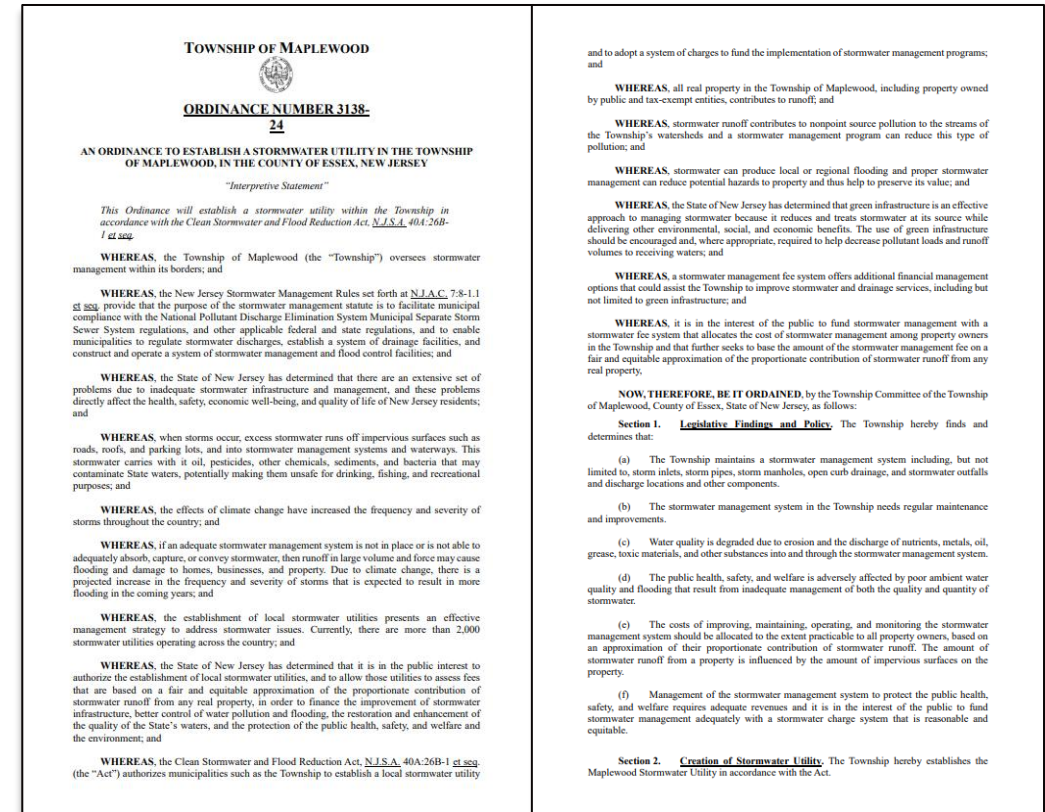 TOWNSHIP OF MAPLEWOOD
ORDINANCE NUMBER 3138-
24
AN ORDINANCE TO ESTABLISH A STORMWATER UTILITY IN THE TOWNSHIP
OF MAPLEWOOD, IN THE COUNTY OF ESSEX, NEW JERSEY
"Interpretive Statement"
This Ordinance will establish a stormwater utility within the Township in
accordance with the Clean Stormwater and Flood Reduction Act, N.J.S.A. 40A:26B-
1 et seq.
WHEREAS, the Township of Maplewood (the "Township") oversees stormwater
management within its borders; and
WHEREAS, the New Jersey Stormwater Management Rules set forth at N.J.A.C. 7:8-1.1
et seq. provide that the purpose of the stormwater management statute is to facilitate municipal
compliance with the National Pollutant Discharge Elimination System Municipal Separate Storm
Sewer System regulations, and other applicable federal and state regulations, and to enable
municipalities to regulate stormwater discharges, establish a system of drainage facilities, and
construct and operate a system of stormwater management and flood control facilities; and
WHEREAS, the State of New Jersey has determined that there are an extensive set of
problems due to inadequate stormwater infrastructure and management, and these problems
directly affect the health, safety, economic well-being, and quality of life of New Jersey residents;
and
WHEREAS, when storms occur, excess stormwater runs off impervious surfaces such as
roads, roofs, and parking lots, and into stormwater management systems and waterways. This
stormwater carries with it oil, pesticides, other chemicals, sediments, and bacteria that may
contaminate State waters, potentially making them unsafe for drinking, fishing, and recreational
purposes; and
WHEREAS, the effects of climate change have increased the frequency and severity of
storms throughout the country; and
WHEREAS, if an adequate stormwater management system is not in place or is not able to
adequately absorb, capture, or convey stormwater, then runoff in large volume and force may cause
flooding and damage to homes, businesses, and property. Due to climate change, there is a
projected increase in the frequency and severity of storms that is expected to result in more
flooding in the coming years; and
WHEREAS, the establishment of local stormwater utilities presents an effective
management strategy to address stormwater issues. Currently, there are more than 2,000
stormwater utilities operating across the country; and
WHEREAS, the State of New Jersey has determined that it is in the public interest to
authorize the establishment of local stormwater utilities, and to allow those utilities to assess fees
that are based on a fair and equitable approximation of the proportionate contribution of
stormwater runoff from any real property, in order to finance the improvement of stormwater
infrastructure, better control of water pollution and flooding, the restoration and enhancement of
the quality of the State's waters, and the protection of the public health, safety, and welfare and
the environment; and
WHEREAS, the Clean Stormwater and Flood Reduction Act, N.J.S.A. 40A:26B-1 et seq.
(the "Act") authorizes municipalities such as the Township to establish a local stormwater utility
and to adopt a system of charges to fund the implementation of stormwater management programs;
and
WHEREAS, all real property in the Township of Maplewood, including property owned
by public and tax-exempt entities, contributes to runoff; and
WHEREAS, stormwater runoff contributes to nonpoint source pollution to the streams of
the Township's watersheds and a stormwater management program can reduce this type of
pollution; and
WHEREAS, stormwater can produce local or regional flooding and proper stormwater
management can reduce potential hazards to property and thus help to preserve its value; and
WHEREAS, the State of New Jersey has determined that green infrastructure is an effective
approach to managing stormwater because it reduces and treats stormwater at its source while
delivering other environmental, social, and economic benefits. The use of green infrastructure
should be encouraged and, where appropriate, required to help decrease pollutant loads and runoff
volumes to receiving waters; and
WHEREAS, a stormwater management fee system offers additional financial management
options that could assist the Township to improve stormwater and drainage services, including but
not limited to green infrastructure; and
WHEREAS, it is in the interest of the public to fund stormwater management with a
stormwater fee system that allocates the cost of stormwater management among property owners
in the Township and that further seeks to base the amount of the stormwater management fee on a
fair and equitable approximation of the proportionate contribution of stormwater runoff from any
real property,
NOW, THEREFORE, BE IT ORDAINED, by the Township Committee of the Township
of Maplewood, County of Essex, State of New Jersey, as follows:
Section 1. Legislative Findings and Policy. The Township hereby finds and
determines that:
(a) The Township maintains a stormwater management system including, but not
limited to, storm inlets, storm pipes, storm manholes, open curb drainage, and stormwater outfalls
and discharge locations and other components.
(b) The stormwater management system in the Township needs regular maintenance
and improvements.
(c) Water quality is degraded due to erosion and the discharge of nutrients, metals, oil,
grease, toxic materials, and other substances into and through the stormwater management system.
(d) The public health, safety, and welfare is adversely affected by poor ambient water
quality and flooding that result from inadequate management of both the quality and quantity of
stormwater.
(e) The costs of improving, maintaining, operating, and monitoring the stormwater
management system should be allocated to the extent practicable to all property owners, based on
an approximation of their proportionate contribution of stormwater runoff. The amount of
stormwater runoff from a property is influenced by the amount of impervious surfaces on the
property.
(f) Management of the stormwater management system to protect the public health,
safety, and welfare requires adequate revenues and it is in the interest of the public to fund
stormwater management adequately with a stormwater charge system that is reasonable and
equitable.
Section 2. Creation of Stormwater Utility. The Township hereby establishes the
Maplewood Stormwater Utility in accordance with the Act.